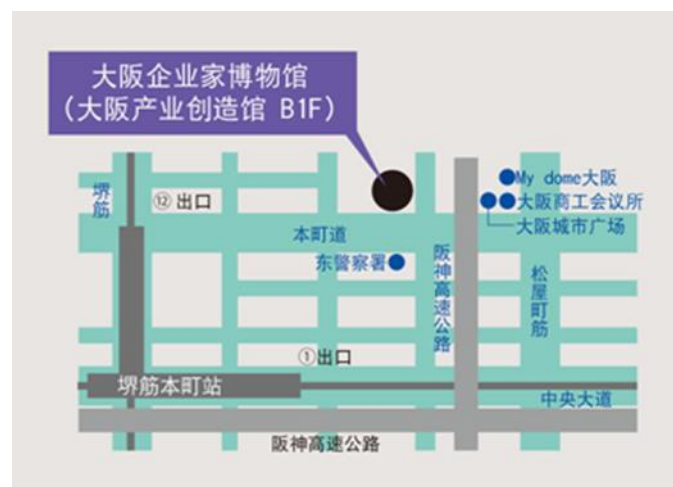 大阪企业家博物馆
（大阪产业创造馆 B1F）
堺筋
⑫出口
My dome大阪
大阪商工会议所
大阪城市广场
本町道
东警察署
阪神高速公路
松屋町筋
①出口
堺筋本町站
中央大道
阪神高速公路